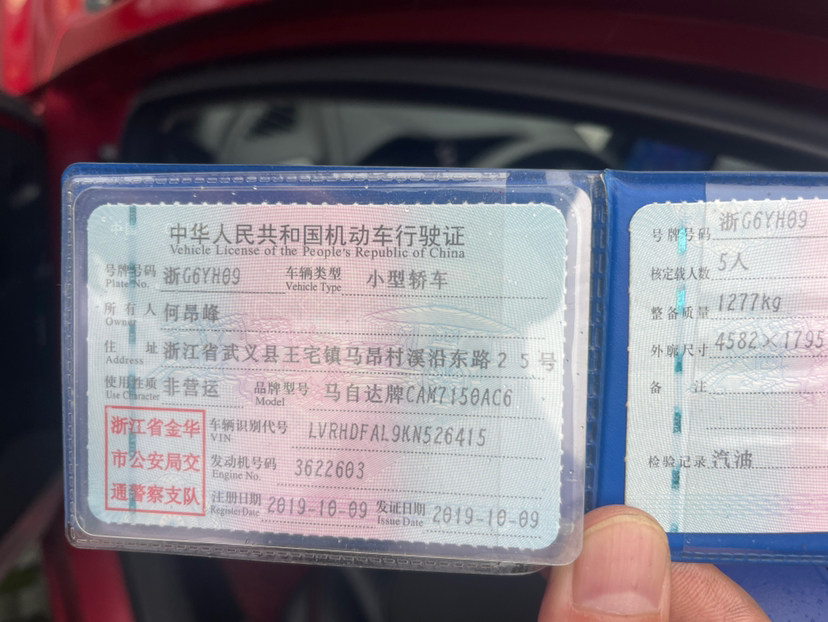 中华人民共和国机动车行驶证
Vehicle License of the People's Republic of China
号牌号码 浙G6YH09 车辆类型 小型轿车
Plate No. Vehicle Type
所有人 何昂峰
Owner
住址 浙江省武义县王宅镇马昂村溪沿东路25号
Address
使用性质 非营运 品牌型号 马自达牌CAM7150AC6
Use Character Model
浙江省金华
市公安局交
通警察支队
车辆识别代号 LVRHDFAL9KN526415
VIN
发动机号码 3622603
Engine No.
注册日期 2019-10-09 发证日期 2019-10-09
Register Date Issue Date
号牌号码 浙G6YH09
核定载人数 5人
整备质量 1277kg
外廓尺寸 4582×1795
备注
检验记录 汽油